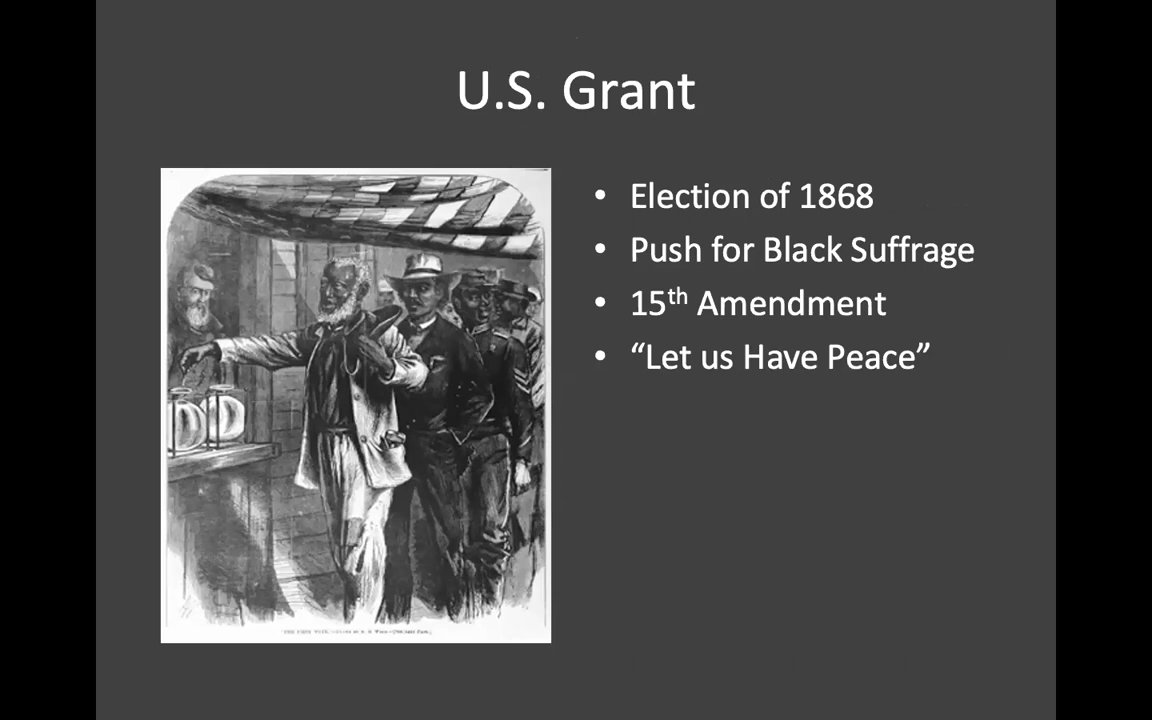 U.S. Grant
• Election of 1868
• Push for Black Suffrage
• 15th Amendment
• “Let us Have Peace”